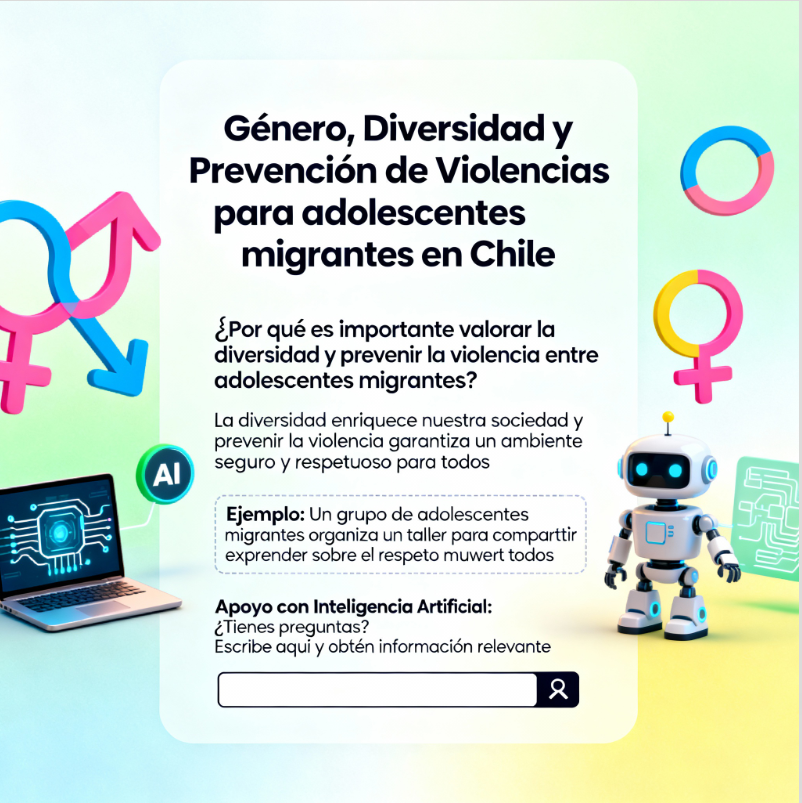 Género, Diversidad y
Prevención de Violencias
para adolescentes
migrantes en Chile
¿Por qué es importante valorar la
diversidad y prevenir la violencia entre
adolescentes migrantes?
La diversidad enriquece nuestra sociedad y
prevenir la violencia garantiza un ambiente
seguro y respetuoso para todos
AI
Ejemplo: Un grupo de adolescentes
migrantes organiza un taller para comparttir
exprender sobre el respeto muwert todos
Apoyo con Inteligencia Artificial:
¿Tienes preguntas?
Escribe aqui y obtén información relevante